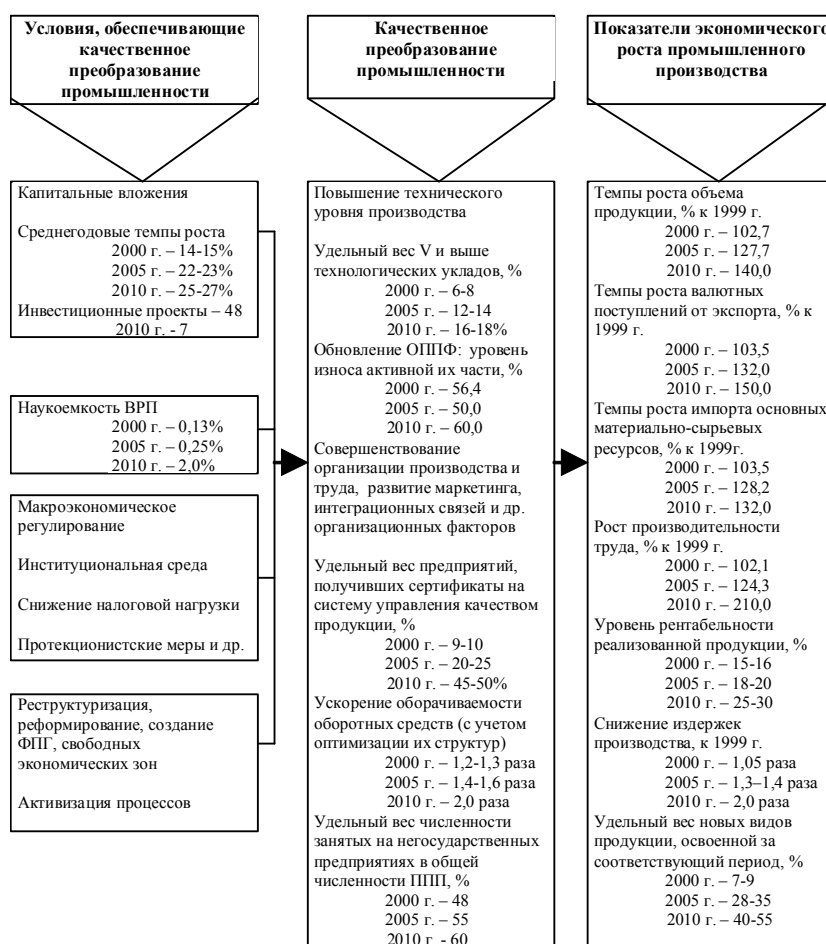 Условия, обеспечивающие
качественное
преобразование
промышленности
Капитальные вложения
Среднегодовые темпы роста
2000 г. – 14-15%
2005 г. – 22-23%
2010 г. – 25-27%
Инвестиционные проекты – 48
2010 г. - 7
Наукоемкость ВРП
2000 г. – 0,13%
2005 г. – 0,25%
2010 г. – 2,0%
Макроэкономическое
регулирование
Институциональная среда
Снижение налоговой нагрузки
Протекционистские меры и др.
Реструктуризация,
реформирование, создание
ФПГ, свободных
экономических зон
Активизация процессов
Качественное
преобразование
промышленности
Повышение технического
уровня производства
Удельный вес V и выше
технологических укладов, %
2000 г. – 6-8
2005 г. – 12-14
2010 г. – 16-18%
Обновление ОППФ: уровень
износа активной их части, %
2000 г. – 56,4
2005 г. – 50,0
2010 г. – 60,0
Совершенствование
организации производства и
труда, развитие маркетинга,
интеграционных связей и др.
организационных факторов
Удельный вес предприятий,
получивших сертификаты на
систему управления качеством
продукции, %
2000 г. – 9-10
2005 г. – 20-25
2010 г. – 45-50%
Ускорение оборачиваемости
оборотных средств (с учетом
оптимизации их структур)
2000 г. – 1,2-1,3 раза
2005 г. – 1,4-1,6 раза
2010 г. – 2,0 раза
Удельный вес численности
занятых на негосударственных
предприятиях в общей
численности ППП, %
2000 г. – 48
2005 г. – 55
2010 г. - 60
Показатели экономического
роста промышленного
производства
Темпы роста объема
продукции, % к 1999 г.
2000 г. – 102,7
2005 г. – 127,7
2010 г. – 140,0
Темпы роста валютных
поступлений от экспорта, % к
1999 г.
2000 г. – 103,5
2005 г. – 132,0
2010 г. – 150,0
Темпы роста импорта основных
материально-сырьевых
ресурсов, % к 1999г.
2000 г. – 103,5
2005 г. – 128,2
2010 г. – 132,0
Рост производительности
труда, % к 1999 г.
2000 г. – 102,1
2005 г. – 124,3
2010 г. – 210,0
Уровень рентабельности
реализованной продукции, %
2000 г. – 15-16
2005 г. – 18-20
2010 г. – 25-30
Снижение издержек
производства, к 1999 г.
2000 г. – 1,05 раза
2005 г. – 1,3–1,4 раза
2010 г. – 2,0 раза
Удельный вес новых видов
продукции, освоенной за
соответствующий период, %
2000 г. – 7-9
2005 г. – 28-35
2010 г. – 40-55